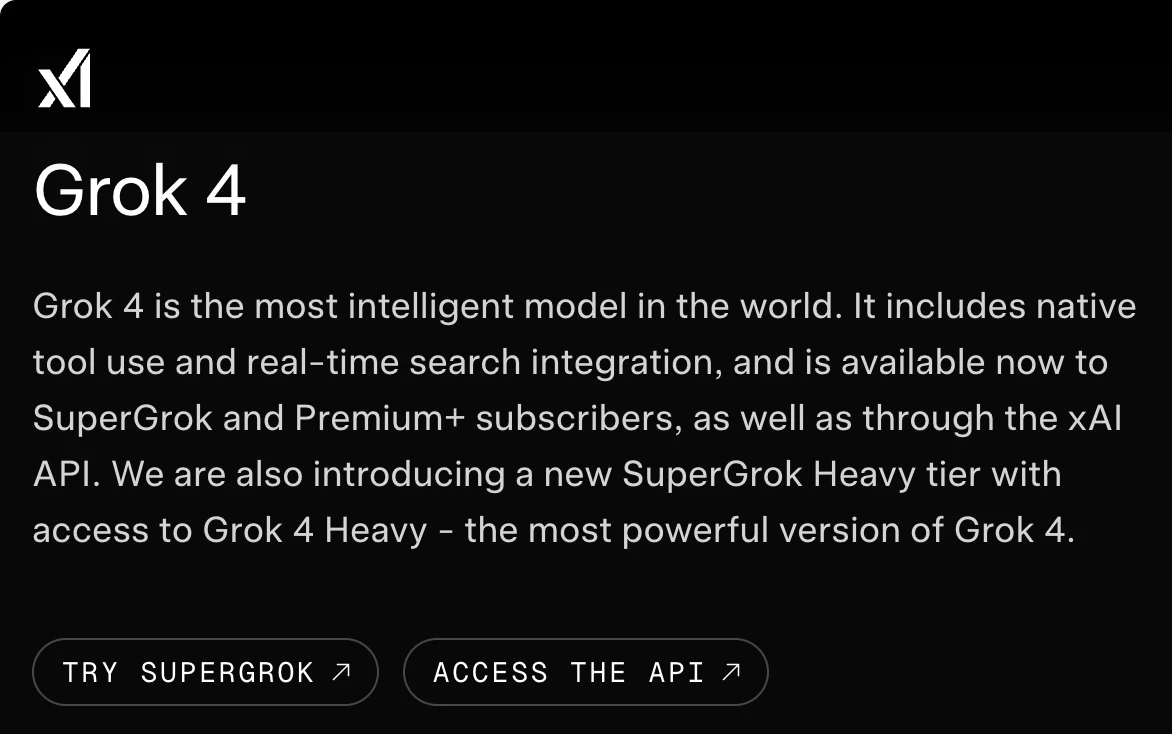 xAI
Grok 4
Grok 4 is the most intelligent model in the world. It includes native
tool use and real-time search integration, and is available now to
SuperGrok and Premium+ subscribers, as well as through the xAI
API. We are also introducing a new SuperGrok Heavy tier with
access to Grok 4 Heavy - the most powerful version of Grok 4.
TRY SUPERGROK ↗ ACCESS THE API ↗